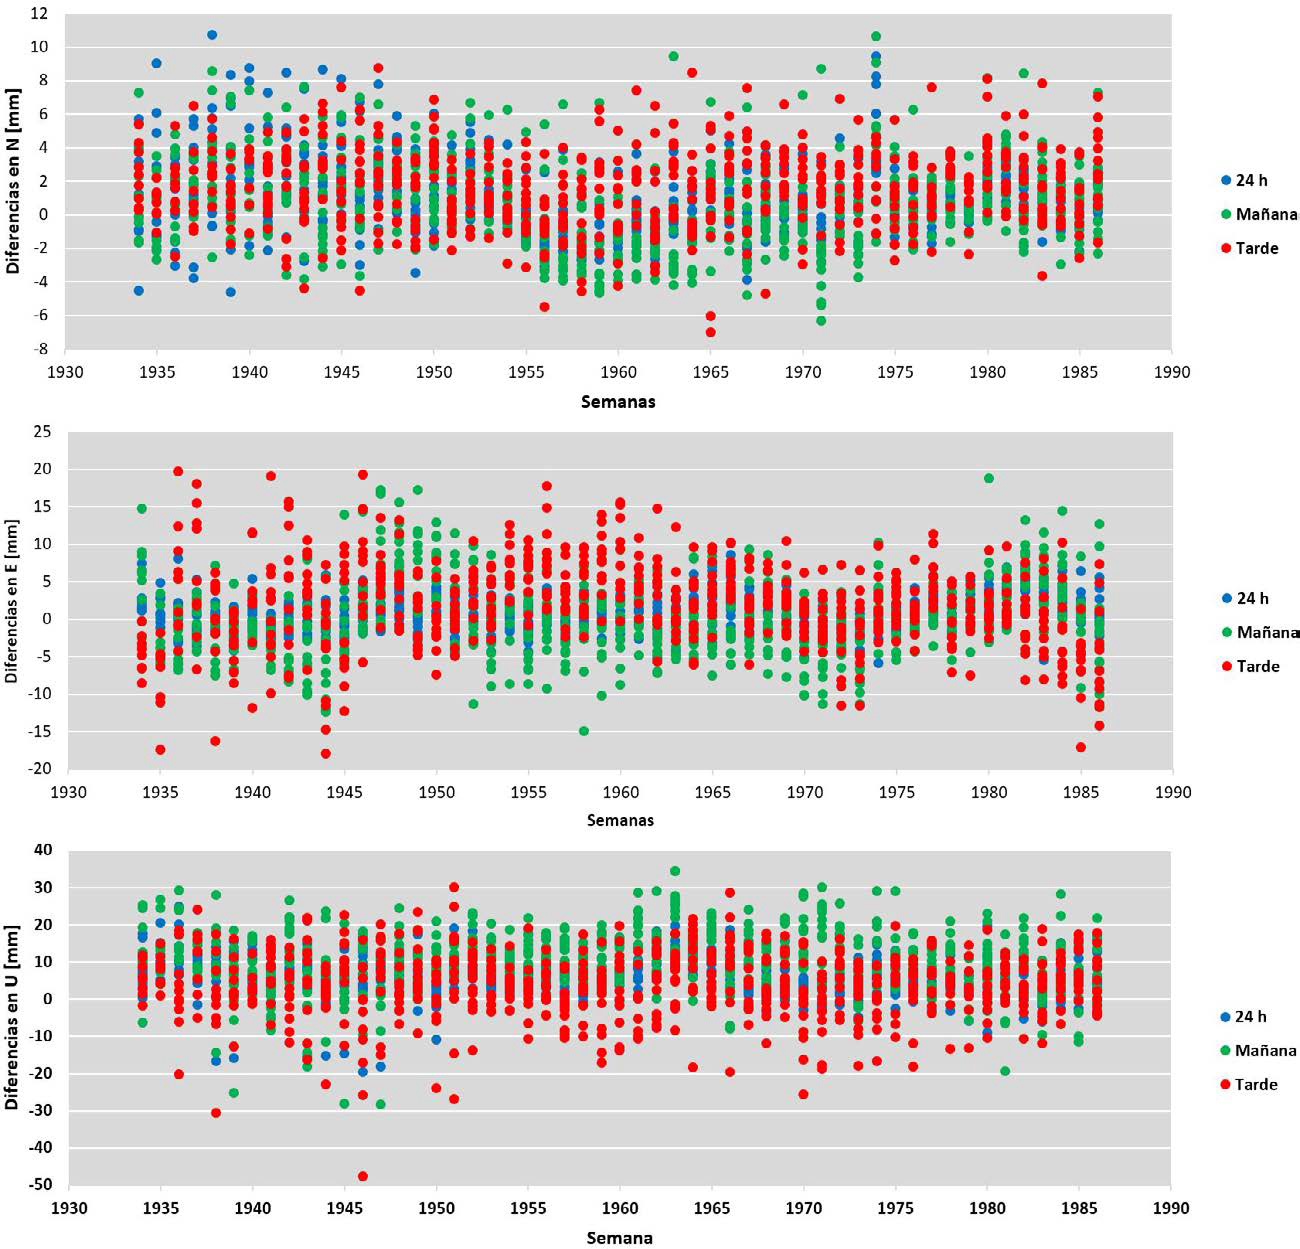 Diferencias en N [mm]
12
10
8
6
4
2
0
-2
-4
-6
-8
1930 1935 1940 1945 1950 1955 1960 1965 1970 1975 1980 1985 1990
Semanas
24 h
Mañana
Tarde
Diferencias en E [mm]
25
20
15
10
5
0
-5
-10
-15
-20
1930 1935 1940 1945 1950 1955 1960 1965 1970 1975 1980 1985 1990
Semanas
24 h
Mañana
Tarde
Diferencias en U [mm]
40
30
20
10
0
-10
-20
-30
-40
-50
1930 1935 1940 1945 1950 1955 1960 1965 1970 1975 1980 1985 1990
Semana
24 h
Mañana
Tarde